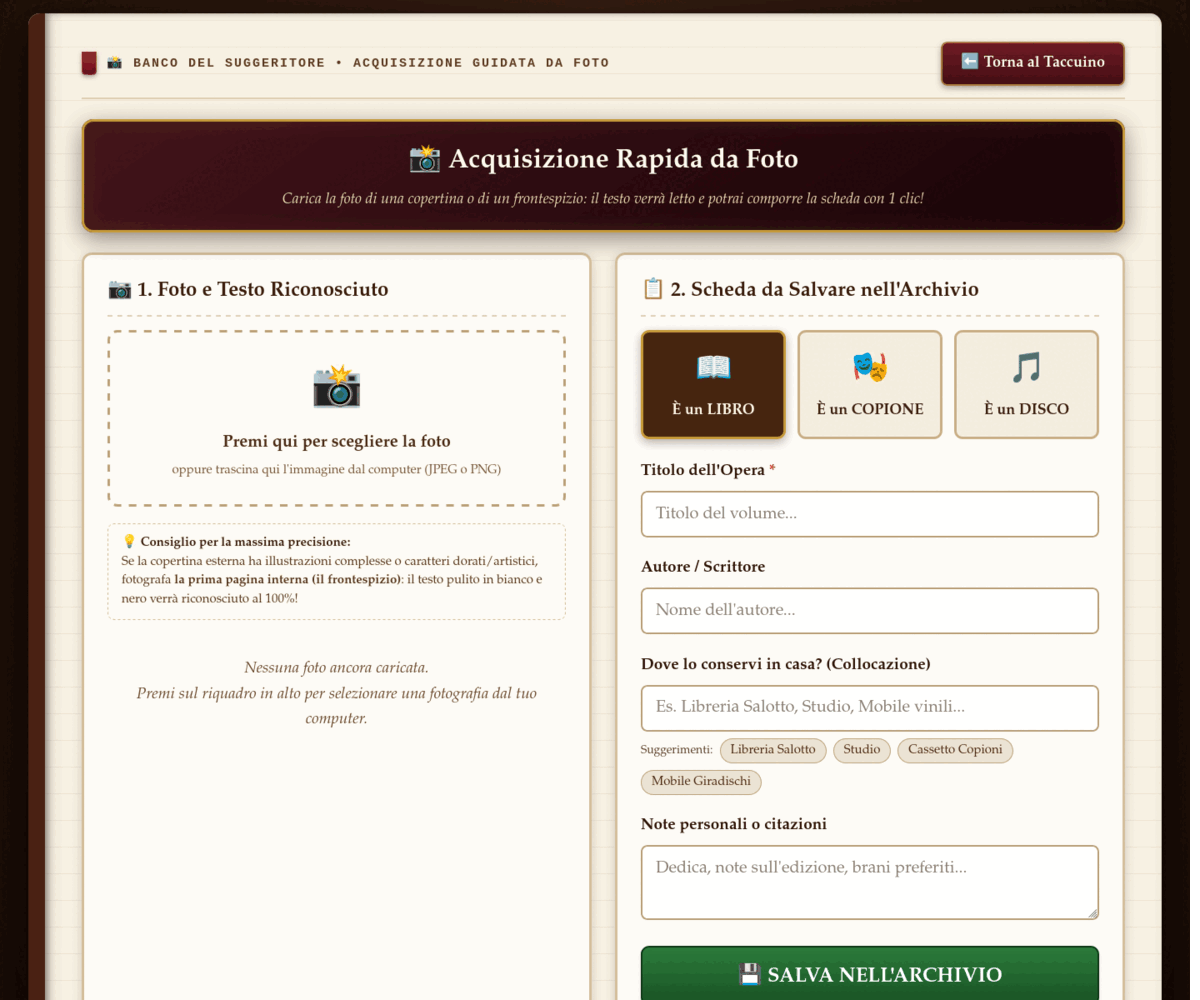 BANCO DEL SUGGERITORE • ACQUISIZIONE GUIDATA DA FOTO
Torna al Taccuino
Acquisizione Rapida da Foto
Carica la foto di una copertina o di un frontespizio: il testo verrà letto e potrai comporre la scheda con 1 clic!
1. Foto e Testo Riconosciuto
Premi qui per scegliere la foto
oppure trascina qui l'immagine dal computer (JPEG o PNG)
Consiglio per la massima precisione:
Se la copertina esterna ha illustrazioni complesse o caratteri dorati/artistici,
fotografa la prima pagina interna (il frontespizio): il testo pulito in bianco e
nero verrà riconosciuto al 100%!
Nessuna foto ancora caricata.
Premi sul riquadro in alto per selezionare una fotografia dal tuo
computer.
2. Scheda da Salvare nell'Archivio
È un LIBRO
È un COPIONE
È un DISCO
Titolo dell'Opera *
Titolo del volume...
Autore / Scrittore
Nome dell'autore...
Dove lo conservi in casa? (Collocazione)
Es. Libreria Salotto, Studio, Mobile vinili...
Suggerimenti: Libreria Salotto Studio Cassetto Copioni
Mobile Giradischi
Note personali o citazioni
Dedica, note sull'edizione, brani preferiti...
SALVA NELL'ARCHIVIO